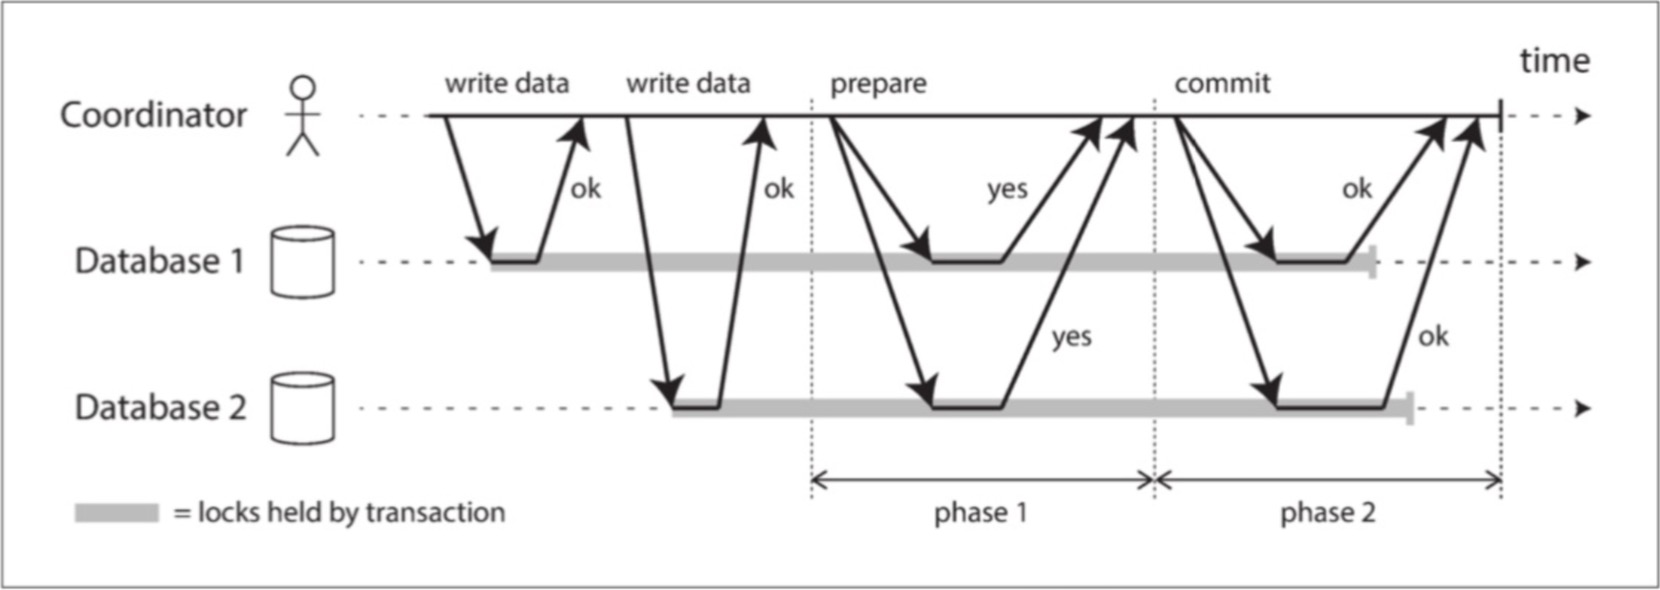 time
write data write data prepare commit
Coordinator
ok ok yes ok
Database 1
yes ok
Database 2
phase 1 phase 2
= locks held by transaction